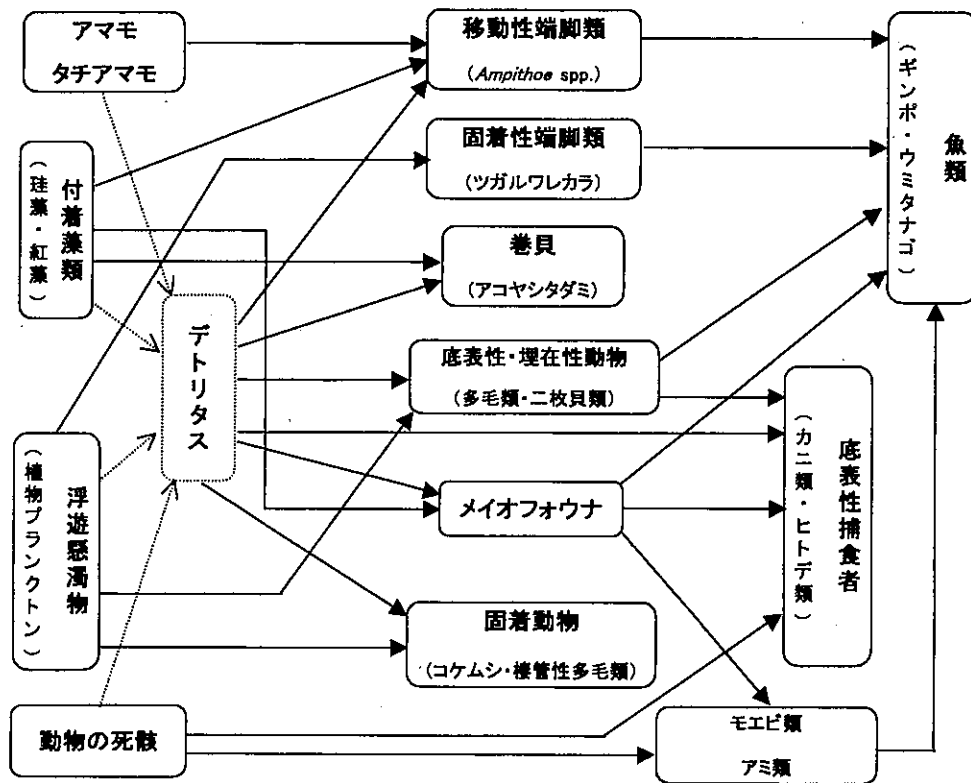 アマモ
タチアマモ
移動性端脚類
(Ampithoe spp.)
固着性端脚類
(ツガルワレカラ)
付着藻類
(珪藻・紅藻)
巻貝
(アコヤシタダミ)
魚類
(ギンポ・ウミタナゴ)
デトリタス
底表性・埋在性動物
(多毛類・二枚貝類)
浮遊懸濁物
(植物プランクトン)
メイオフォウナ
底表性捕食者
(カニ類・ヒトデ類)
固着動物
(コケムシ・棲管性多毛類)
動物の死骸
モエビ類
アミ類